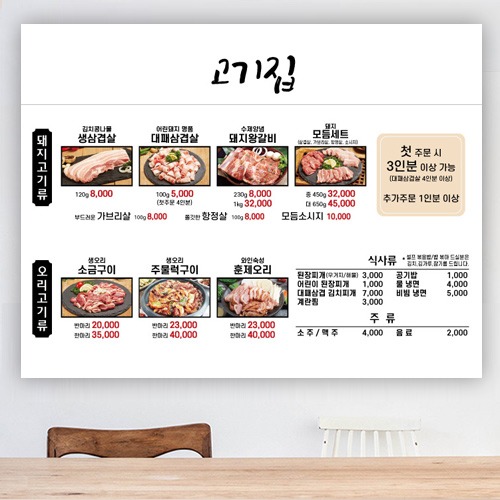 고기집
돼지고기류
김치콩나물
생삼겹살
120g 8,000
어린돼지 명품
대패삼겹살
100g 5,000
(첫주문 4인분)
수제양념
돼지왕갈비
230g 8,000
1kg 32,000
돼지
모듬세트
(삼겹살, 가브리살, 항정살, 소시지)
중 450g 32,000
대 650g 45,000
부드러운 가브리살 100g 8,000 쫄깃한 항정살 100g 8,000 모듬소시지 10,000
첫 주문 시
3인분 이상 가능
(대패삼겹살 4인분 이상)
추가주문 1인분 이상
오리고기류
생오리
소금구이
반마리 20,000
한마리 35,000
생오리
주물럭구이
반마리 23,000
한마리 40,000
와인숙성
훈제오리
반마리 23,000
한마리 40,000
식사류
※셀프 볶음밥/밥 볶아 드실분은
김치,김가루,참기름 드립니다.
된장찌개(우거지/해물) 3,000 공기밥 1,000
어린이 된장찌개 1,000 물 냉면 4,000
대패삼겹 김치찌개 7,000 비빔 냉면 5,000
계란찜 3,000
주 류
소주/맥주 4,000 음료 2,000